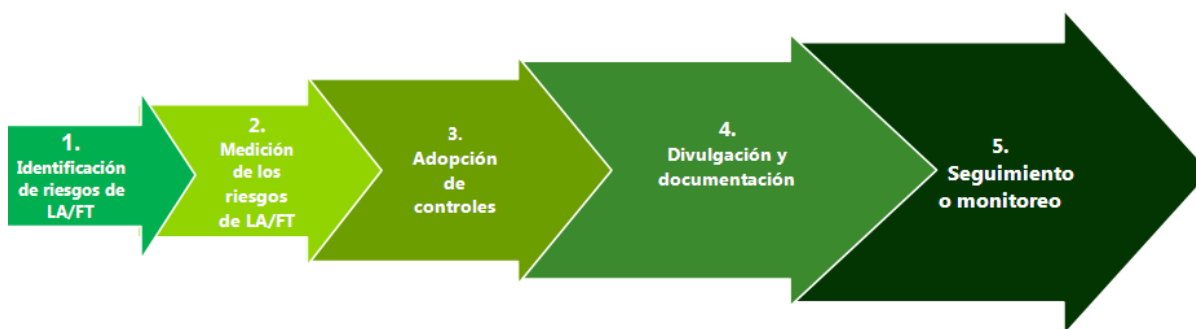 1.
Identificación
de riesgos de
LA/FT
2.
Medición
de los
riesgos
de LA/FT
3.
Adopción
de
controles
4.
Divulgación y
documentación
5.
Seguimiento
o monitoreo